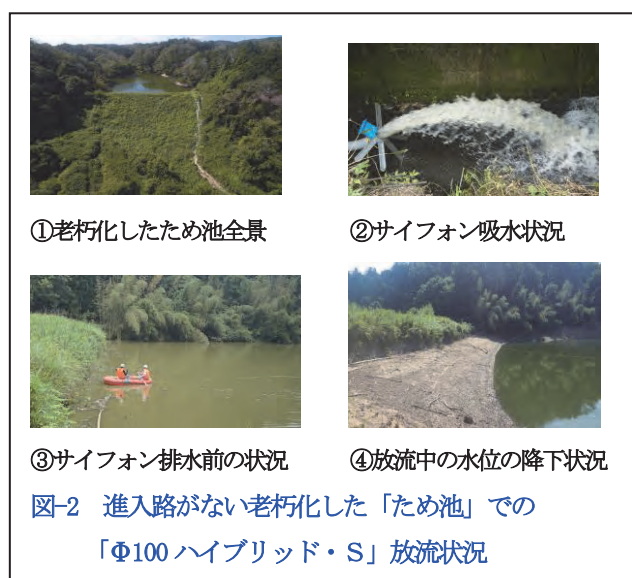 ①老朽化したため池全景
②サイフォン吸水状況
③サイフォン排水前の状況
④放流中の水位の降下状況
図-2　進入路がない老朽化した「ため池」での
「Φ100 ハイブリッド・S」放流状況